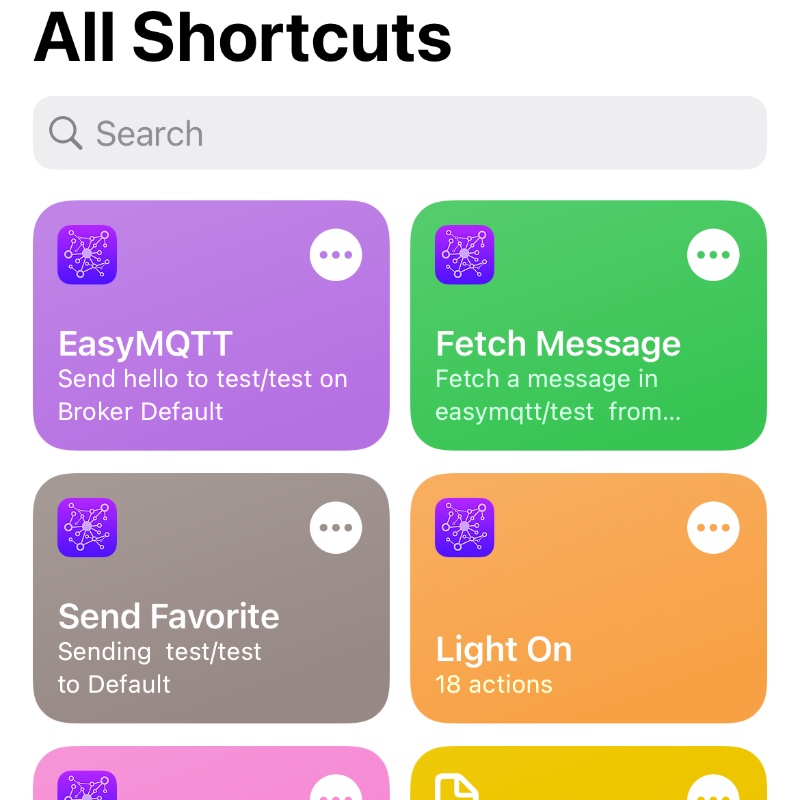 All Shortcuts
Search
EasyMQTT
Send hello to test/test on
Broker Default
Fetch Message
Fetch a message in
easymqtt/test  from...
Send Favorite
Sending  test/test
to Default
Light On
18 actions